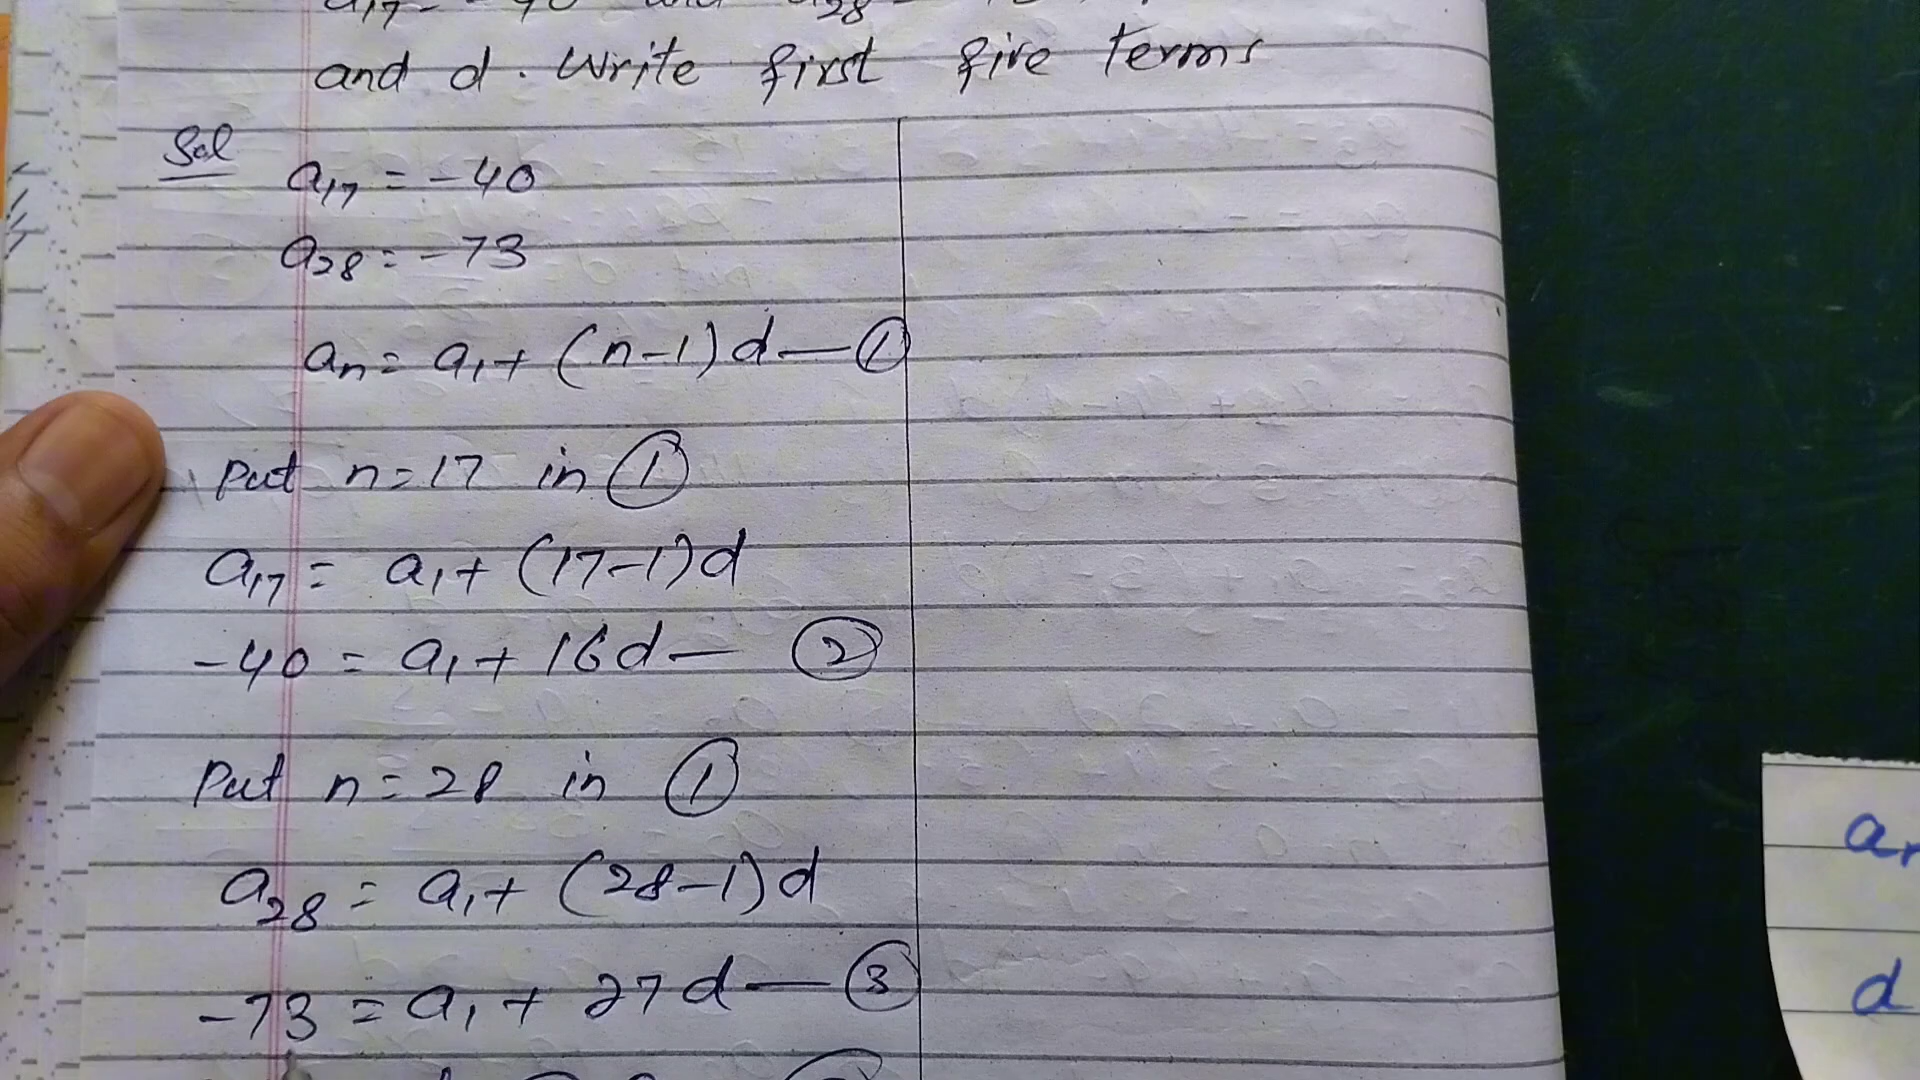 and d. Write first five terms
Sol
a₁₇ = -40
a₂₈ = -73
aₙ = a₁ + (n-1)d — ①
Put n=17 in ①
a₁₇ = a₁ + (17-1)d
-40 = a₁ + 16d — ②
Put n=28 in ①
a₂₈ = a₁ + (28-1)d
-73 = a₁ + 27d — ③
d